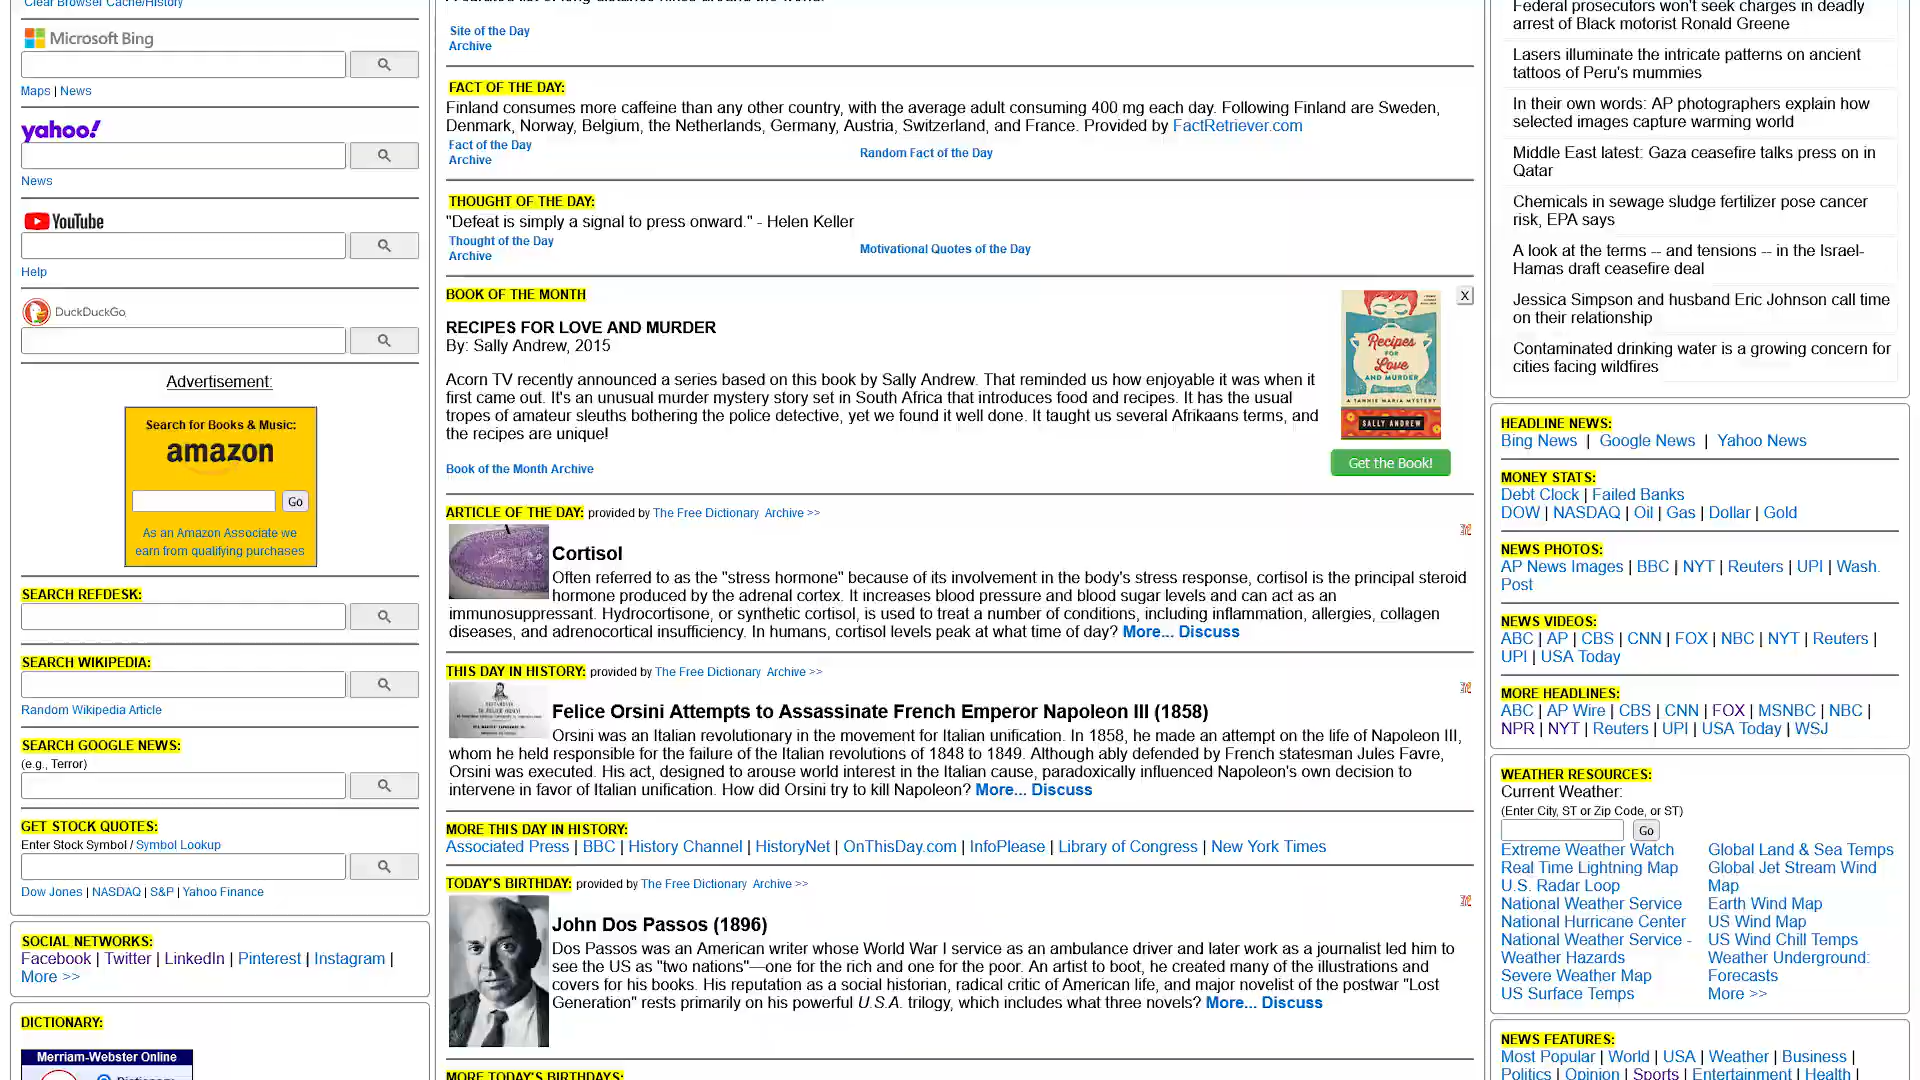 Clear Browser Cache/History
Microsoft Bing
Maps | News
yahoo!
News
YouTube
Help
DuckDuckGo
Advertisement:
Search for Books & Music:
amazon
Go
As an Amazon Associate we
earn from qualifying purchases
SEARCH REFDESK:
SEARCH WIKIPEDIA:
Random Wikipedia Article
SEARCH GOOGLE NEWS:
(e.g., Terror)
GET STOCK QUOTES:
Enter Stock Symbol / Symbol Lookup
Dow Jones | NASDAQ | S&P | Yahoo Finance
SOCIAL NETWORKS:
Facebook | Twitter | LinkedIn | Pinterest | Instagram |
More >>
DICTIONARY:
Merriam-Webster Online
Site of the Day
Archive
FACT OF THE DAY:
Finland consumes more caffeine than any other country, with the average adult consuming 400 mg each day. Following Finland are Sweden,
Denmark, Norway, Belgium, the Netherlands, Germany, Austria, Switzerland, and France. Provided by FactRetriever.com
Fact of the Day
Archive
Random Fact of the Day
THOUGHT OF THE DAY:
"Defeat is simply a signal to press onward." - Helen Keller
Thought of the Day
Archive
Motivational Quotes of the Day
BOOK OF THE MONTH
X
RECIPES FOR LOVE AND MURDER
By: Sally Andrew, 2015
Acorn TV recently announced a series based on this book by Sally Andrew. That reminded us how enjoyable it was when it
first came out. It's an unusual murder mystery story set in South Africa that introduces food and recipes. It has the usual
tropes of amateur sleuths bothering the police detective, yet we found it well done. It taught us several Afrikaans terms, and
the recipes are unique!
Book of the Month Archive
Recipes
FOR
Love
AND MURDER
A TANNIE MARIA MYSTERY
SALLY ANDREW
Get the Book!
ARTICLE OF THE DAY: provided by The Free Dictionary Archive >>
Cortisol
Often referred to as the "stress hormone" because of its involvement in the body's stress response, cortisol is the principal steroid
hormone produced by the adrenal cortex. It increases blood pressure and blood sugar levels and can act as an
immunosuppressant. Hydrocortisone, or synthetic cortisol, is used to treat a number of conditions, including inflammation, allergies, collagen
diseases, and adrenocortical insufficiency. In humans, cortisol levels peak at what time of day? More... Discuss
THIS DAY IN HISTORY: provided by The Free Dictionary Archive >>
Felice Orsini Attempts to Assassinate French Emperor Napoleon III (1858)
Orsini was an Italian revolutionary in the movement for Italian unification. In 1858, he made an attempt on the life of Napoleon III,
whom he held responsible for the failure of the Italian revolutions of 1848 to 1849. Although ably defended by French statesman Jules Favre,
Orsini was executed. His act, designed to arouse world interest in the Italian cause, paradoxically influenced Napoleon's own decision to
intervene in favor of Italian unification. How did Orsini try to kill Napoleon? More... Discuss
MORE THIS DAY IN HISTORY:
Associated Press | BBC | History Channel | HistoryNet | OnThisDay.com | InfoPlease | Library of Congress | New York Times
TODAY'S BIRTHDAY: provided by The Free Dictionary Archive >>
John Dos Passos (1896)
Dos Passos was an American writer whose World War I service as an ambulance driver and later work as a journalist led him to
see the US as "two nations"—one for the rich and one for the poor. An artist to boot, he created many of the illustrations and
covers for his books. His reputation as a social historian, radical critic of American life, and major novelist of the postwar "Lost
Generation" rests primarily on his powerful U.S.A. trilogy, which includes what three novels? More... Discuss
MORE TODAY'S BIRTHDAYS:
Federal prosecutors won't seek charges in deadly
arrest of Black motorist Ronald Greene
Lasers illuminate the intricate patterns on ancient
tattoos of Peru's mummies
In their own words: AP photographers explain how
selected images capture warming world
Middle East latest: Gaza ceasefire talks press on in
Qatar
Chemicals in sewage sludge fertilizer pose cancer
risk, EPA says
A look at the terms -- and tensions -- in the Israel-
Hamas draft ceasefire deal
Jessica Simpson and husband Eric Johnson call time
on their relationship
Contaminated drinking water is a growing concern for
cities facing wildfires
HEADLINE NEWS:
Bing News | Google News | Yahoo News
MONEY STATS:
Debt Clock | Failed Banks
DOW | NASDAQ | Oil | Gas | Dollar | Gold
NEWS PHOTOS:
AP News Images | BBC | NYT | Reuters | UPI | Wash.
Post
NEWS VIDEOS:
ABC | AP | CBS | CNN | FOX | NBC | NYT | Reuters |
UPI | USA Today
MORE HEADLINES:
ABC | AP Wire | CBS | CNN | FOX | MSNBC | NBC |
NPR | NYT | Reuters | UPI | USA Today | WSJ
WEATHER RESOURCES:
Current Weather:
(Enter City, ST or Zip Code, or ST)
Go
Extreme Weather Watch
Real Time Lightning Map
U.S. Radar Loop
National Weather Service
National Hurricane Center
National Weather Service -
Weather Hazards
Severe Weather Map
US Surface Temps
Global Land & Sea Temps
Global Jet Stream Wind
Map
Earth Wind Map
US Wind Map
US Wind Chill Temps
Weather Underground:
Forecasts
More >>
NEWS FEATURES:
Most Popular | World | USA | Weather | Business |
Politics | Opinion | Sports | Entertainment | Health |